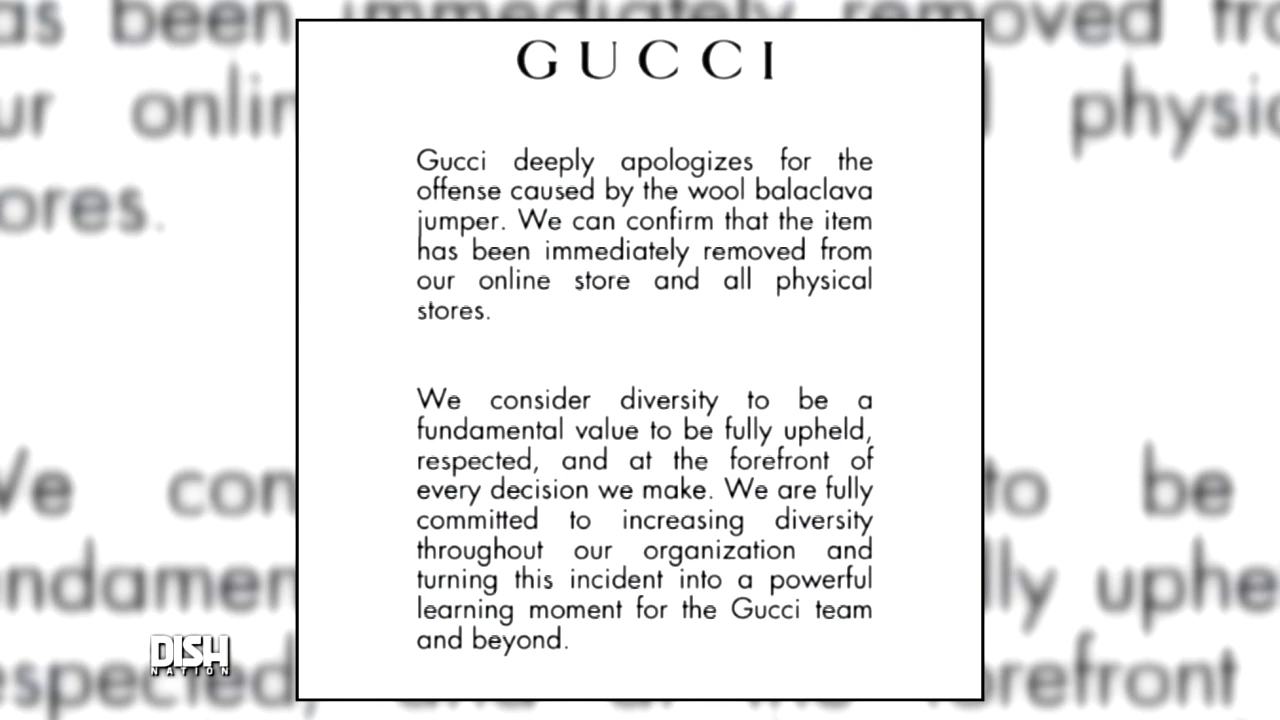 GUCCI
Gucci deeply apologizes for the
offense caused by the wool balaclava
jumper. We can confirm that the item
has been immediately removed from
our online store and all physical
stores.
We consider diversity to be a
fundamental value to be fully upheld,
respected, and at the forefront of
every decision we make. We are fully
committed to increasing diversity
throughout our organization and
turning this incident into a powerful
learning moment for the Gucci team
and beyond.
DISH
NATION